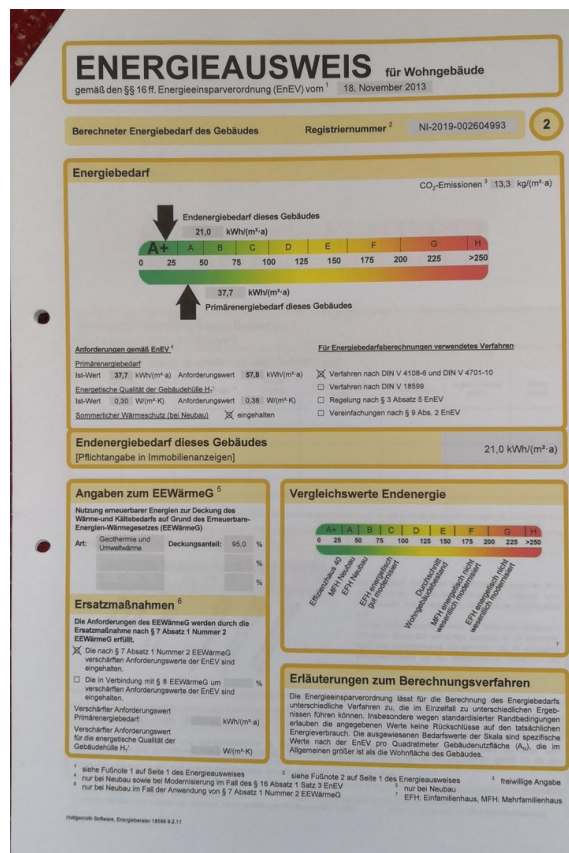 ENERGIEAUSWEIS für Wohngebäude
gemäß den §§ 16 ff. Energieeinsparverordnung (EnEV) vom 1 18. November 2013
Berechneter Energiebedarf des Gebäudes Registriernummer 2 NI-2019-002604993 2
Energiebedarf
CO2-Emissionen 3 13,3 kg/(m²·a)
Endenergiebedarf dieses Gebäudes
21,0 kWh/(m²·a)
A+ A B C D E F G H
0 25 50 75 100 125 150 175 200 225 >250
37,7 kWh/(m²·a)
Primärenergiebedarf dieses Gebäudes
Anforderungen gemäß EnEV 4 Für Energiebedarfsberechnungen verwendetes Verfahren
Primärenergiebedarf
Ist-Wert 37,7 kWh/(m²·a) Anforderungswert 57,8 kWh/(m²·a) ☒ Verfahren nach DIN V 4108-6 und DIN V 4701-10
Energetische Qualität der Gebäudehülle HT' ☐ Verfahren nach DIN V 18599
Ist-Wert 0,30 W/(m²·K) Anforderungswert 0,38 W/(m²·K) ☐ Regelung nach § 3 Absatz 5 EnEV
Sommerlicher Wärmeschutz (bei Neubau) ☒ eingehalten ☐ Vereinfachungen nach § 9 Abs. 2 EnEV
Endenergiebedarf dieses Gebäudes
[Pflichtangabe in Immobilienanzeigen] 21,0 kWh/(m²·a)
Angaben zum EEWärmeG 5
Nutzung erneuerbarer Energien zur Deckung des
Wärme-und Kältebedarfs auf Grund des Erneuerbare-
Energien-Wärmegesetzes (EEWärmeG)
Art: Geothermie und Umweltwärme Deckungsanteil: 95,0 %
%
%
Ersatzmaßnahmen 6
Die Anforderungen des EEWärmeG werden durch die
Ersatzmaßnahme nach § 7 Absatz 1 Nummer 2
EEWärmeG erfüllt.
☒ Die nach § 7 Absatz 1 Nummer 2 EEWärmeG
verschärften Anforderungswerte der EnEV sind
eingehalten.
☐ Die in Verbindung mit § 8 EEWärmeG um %
verschärften Anforderungswerte der EnEV sind
eingehalten.
Verschärfter Anforderungswert
Primärenergiebedarf: kWh/(m²·a)
Verschärfter Anforderungswert
für die energetische Qualität der
Gebäudehülle HT' W/(m²·K)
Vergleichswerte Endenergie
A+ A B C D E F G H
0 25 50 75 100 125 150 175 200 225 >250
Effizienzhaus 40
MFH Neubau
EFH Neubau
EFH energetisch
gut modernisiert
Durchschnitt
Wohngebäudebestand
MFH energetisch nicht
wesentlich modernisiert
EFH energetisch nicht
wesentlich modernisiert
7
Erläuterungen zum Berechnungsverfahren
Die Energieeinsparverordnung lässt für die Berechnung des Energiebedarfs
unterschiedliche Verfahren zu, die im Einzelfall zu unterschiedlichen Ergeb-
nissen führen können. Insbesondere wegen standardisierter Randbedingungen
erlauben die angegebenen Werte keine Rückschlüsse auf den tatsächlichen
Energieverbrauch. Die ausgewiesenen Bedarfswerte der Skala sind spezifische
Werte nach der EnEV pro Quadratmeter Gebäudenutzfläche (AN), die im
Allgemeinen größer ist als die Wohnfläche des Gebäudes.
1 siehe Fußnote 1 auf Seite 1 des Energieausweises 2 siehe Fußnote 2 auf Seite 1 des Energieausweises 3 freiwillige Angabe
4 nur bei Neubau sowie bei Modernisierung im Fall des § 16 Absatz 1 Satz 3 EnEV 5 nur bei Neubau
6 nur bei Neubau im Fall der Anwendung von § 7 Absatz 1 Nummer 2 EEWärmeG 7 EFH: Einfamilienhaus, MFH: Mehrfamilienhaus
Hottgenroth Software, Energieberater 18599 9.2.11